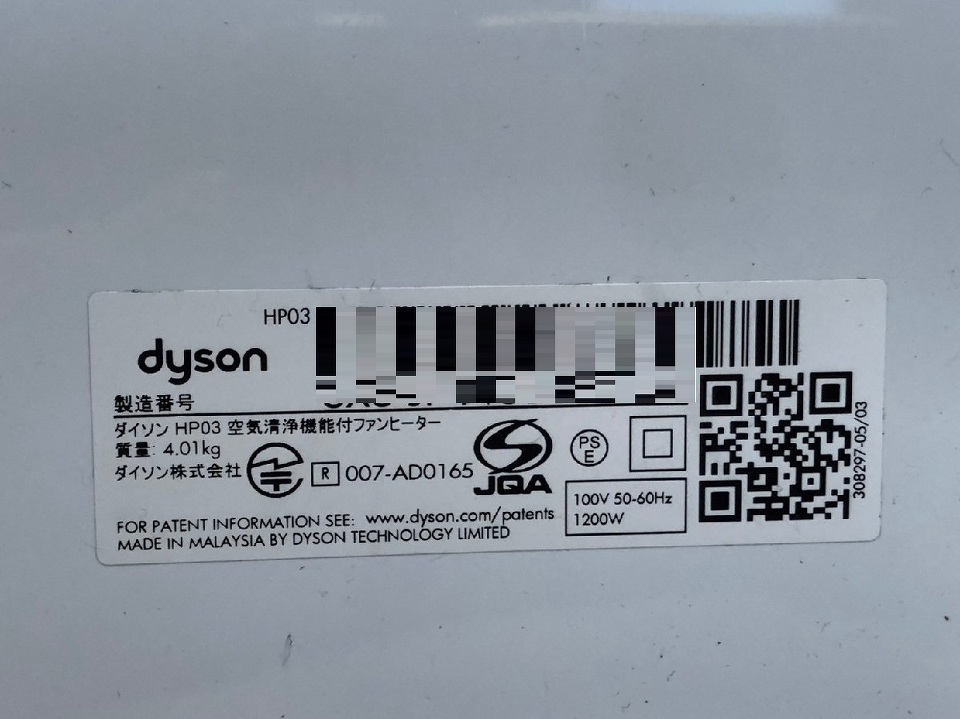 HP03
dyson
製造番号
ダイソン HP03 空気清浄機能付ファンヒーター
質量: 4.01kg
ダイソン株式会社
R 007-AD0165
JQA
PS
E
100V 50-60Hz
1200W
308297-05/03
FOR PATENT INFORMATION SEE: www.dyson.com/patents
MADE IN MALAYSIA BY DYSON TECHNOLOGY LIMITED